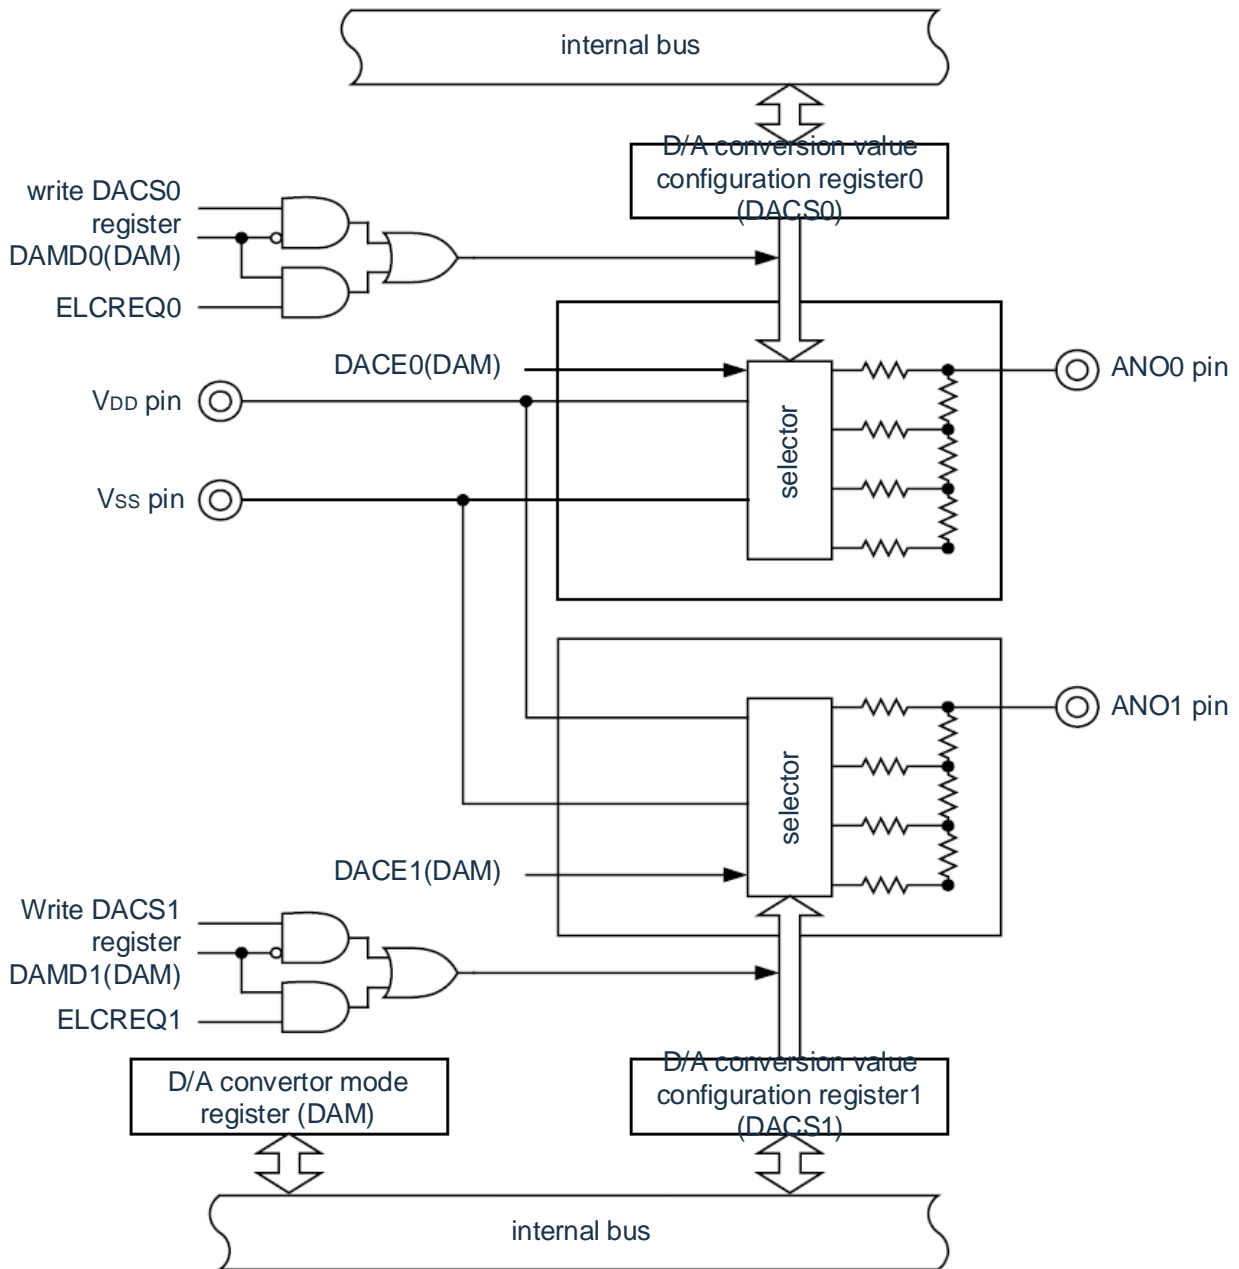 internal bus
D/A conversion value
configuration register0
(DACS0)
write DACS0
register
DAMD0(DAM)
ELCREQ0
DACE0(DAM)
ANO0 pin
VDD pin
selector
VSS pin
ANO1 pin
selector
DACE1(DAM)
Write DACS1
register
DAMD1(DAM)
ELCREQ1
D/A convertor mode
register (DAM)
D/A conversion value
configuration register1
(DACS1)
internal bus